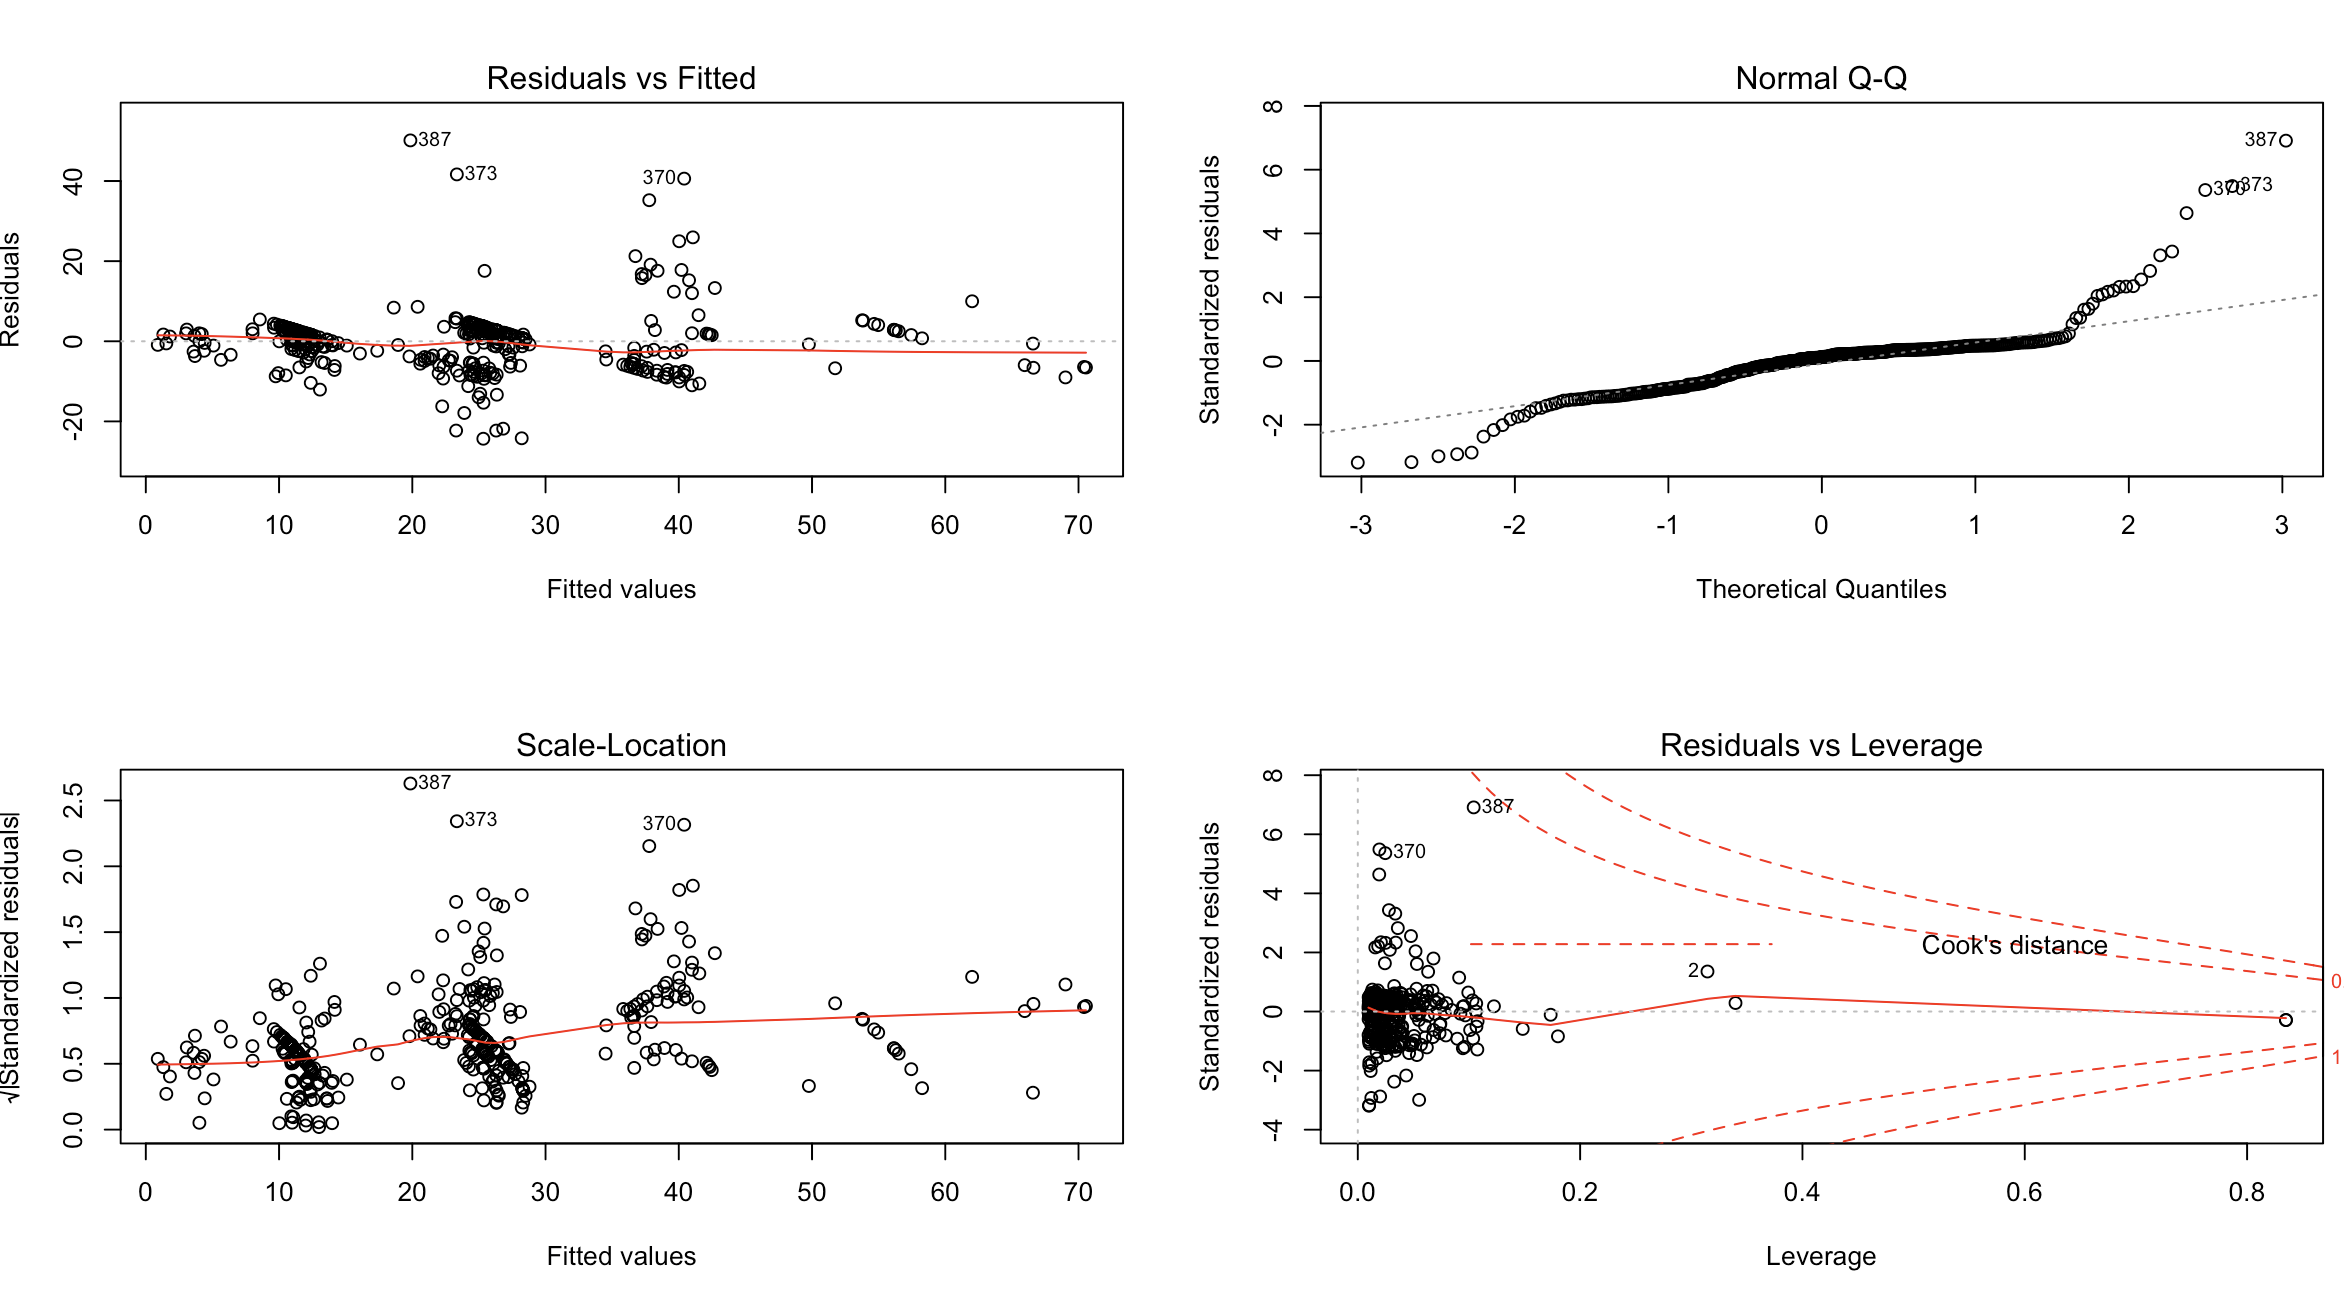 Residuals vs Fitted
Residuals
40
20
0
-20
387
373
370
0 10 20 30 40 50 60 70
Fitted values
Normal Q-Q
Standardized residuals
8
6
4
2
0
-2
387
370
373
-3 -2 -1 0 1 2 3
Theoretical Quantiles
Scale-Location
√|Standardized residuals|
2.5
2.0
1.5
1.0
0.5
0.0
387
373
370
0 10 20 30 40 50 60 70
Fitted values
Residuals vs Leverage
Standardized residuals
8
6
4
2
0
-2
-4
387
370
2
Cook's distance
0
1
0.0 0.2 0.4 0.6 0.8
Leverage